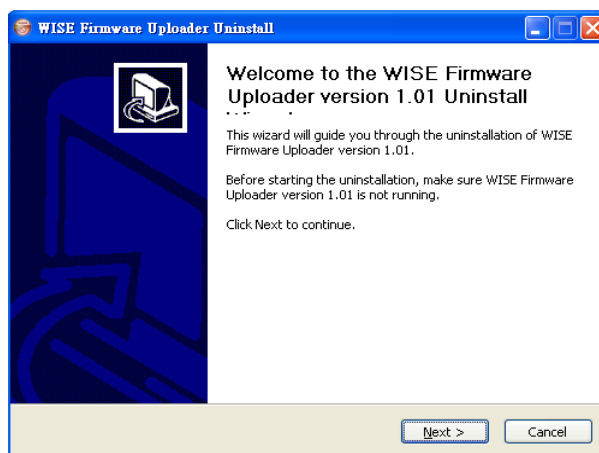 WISE Firmware Uploader Uninstall
Welcome to the WISE Firmware
Uploader version 1.01 Uninstall
This wizard will guide you through the uninstallation of WISE
Firmware Uploader version 1.01.
Before starting the uninstallation, make sure WISE Firmware
Uploader version 1.01 is not running.
Click Next to continue.
Next >
Cancel